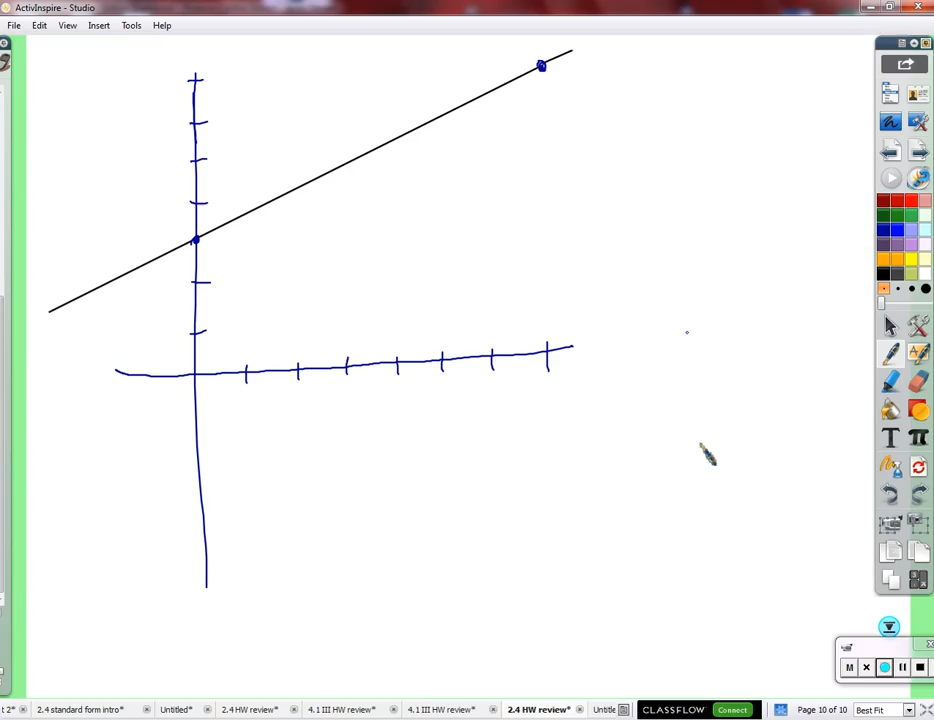 ActivInspire - Studio
File Edit View Insert Tools Help
t 2* 2.4 standard form intro* Untitled* 2.4 HW review* 4.1 III HW review* 4.1 III HW review* 2.4 HW review* Untitle CLASSFLOW Connect Page 10 of 10 Best Fit